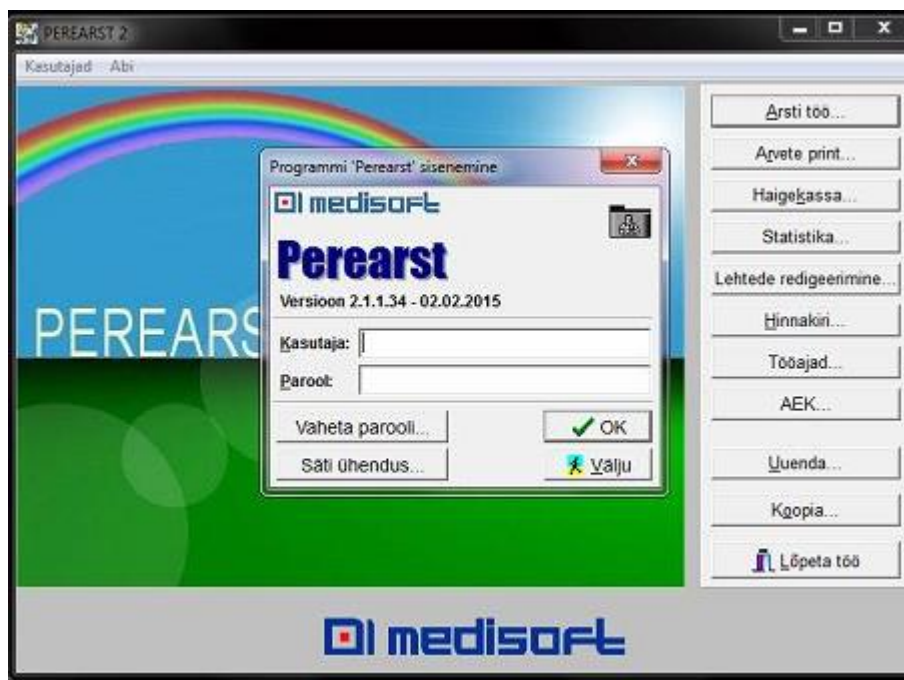 PEREARST 2
Kasutajad Abi
Programmi 'Perearst' sisenemine
medisoft
Perearst
Versioon 2.1.1.34 - 02.02.2015
Kasutaja:
Parool:
Vaheta parooli...
OK
Säti ühendus...
Välju
PEREARS
Arsti töö...
Arvete print...
Haigekassa...
Statistika...
Lehtede redigeerimine...
Hinnakiri...
Tööajad...
AEK...
Uuenda...
Koopia...
Lõpeta töö
medisoft